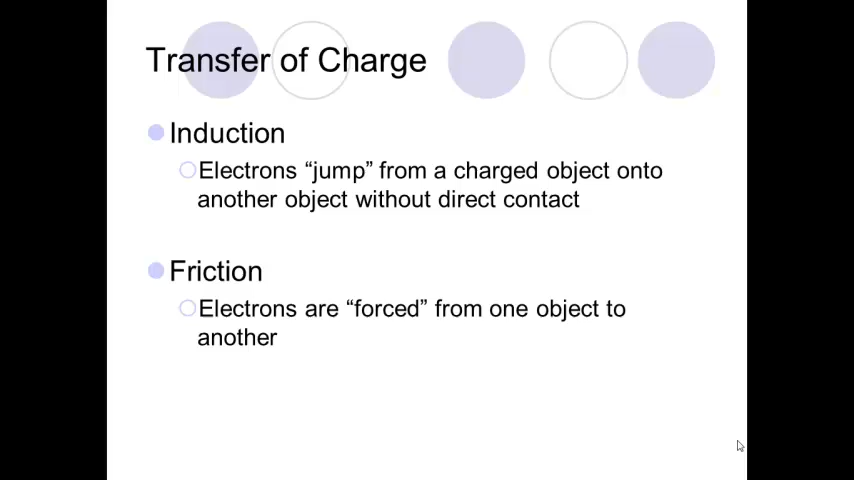 Transfer of Charge
Induction
Electrons “jump” from a charged object onto
another object without direct contact
Friction
Electrons are “forced” from one object to
another